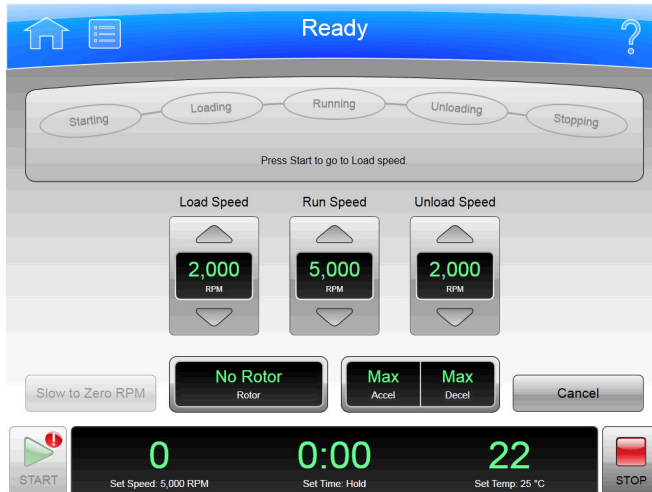 Ready
?
Starting
Loading
Running
Unloading
Stopping
Press Start to go to Load speed.
Load Speed
Run Speed
Unload Speed
2,000
RPM
5,000
RPM
2,000
RPM
Slow to Zero RPM
No Rotor
Rotor
Max
Accel
Max
Decel
Cancel
!
START
0
Set Speed: 5,000 RPM
0:00
Set Time: Hold
22
Set Temp: 25 °C
STOP